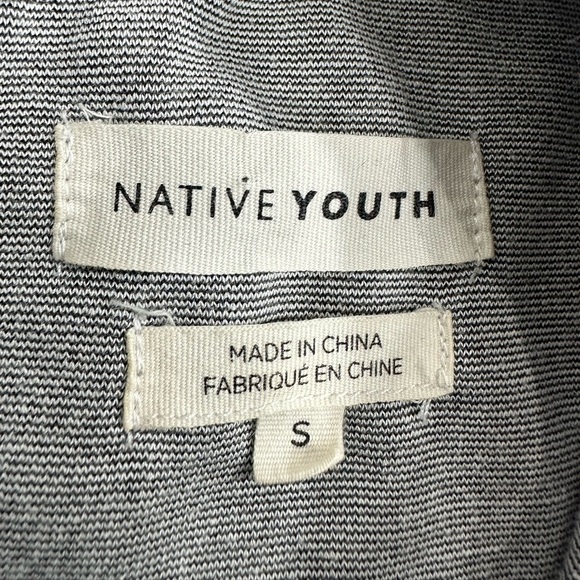 NATIVE YOUTH
MADE IN CHINA
FABRIQUÉ EN CHINE
S